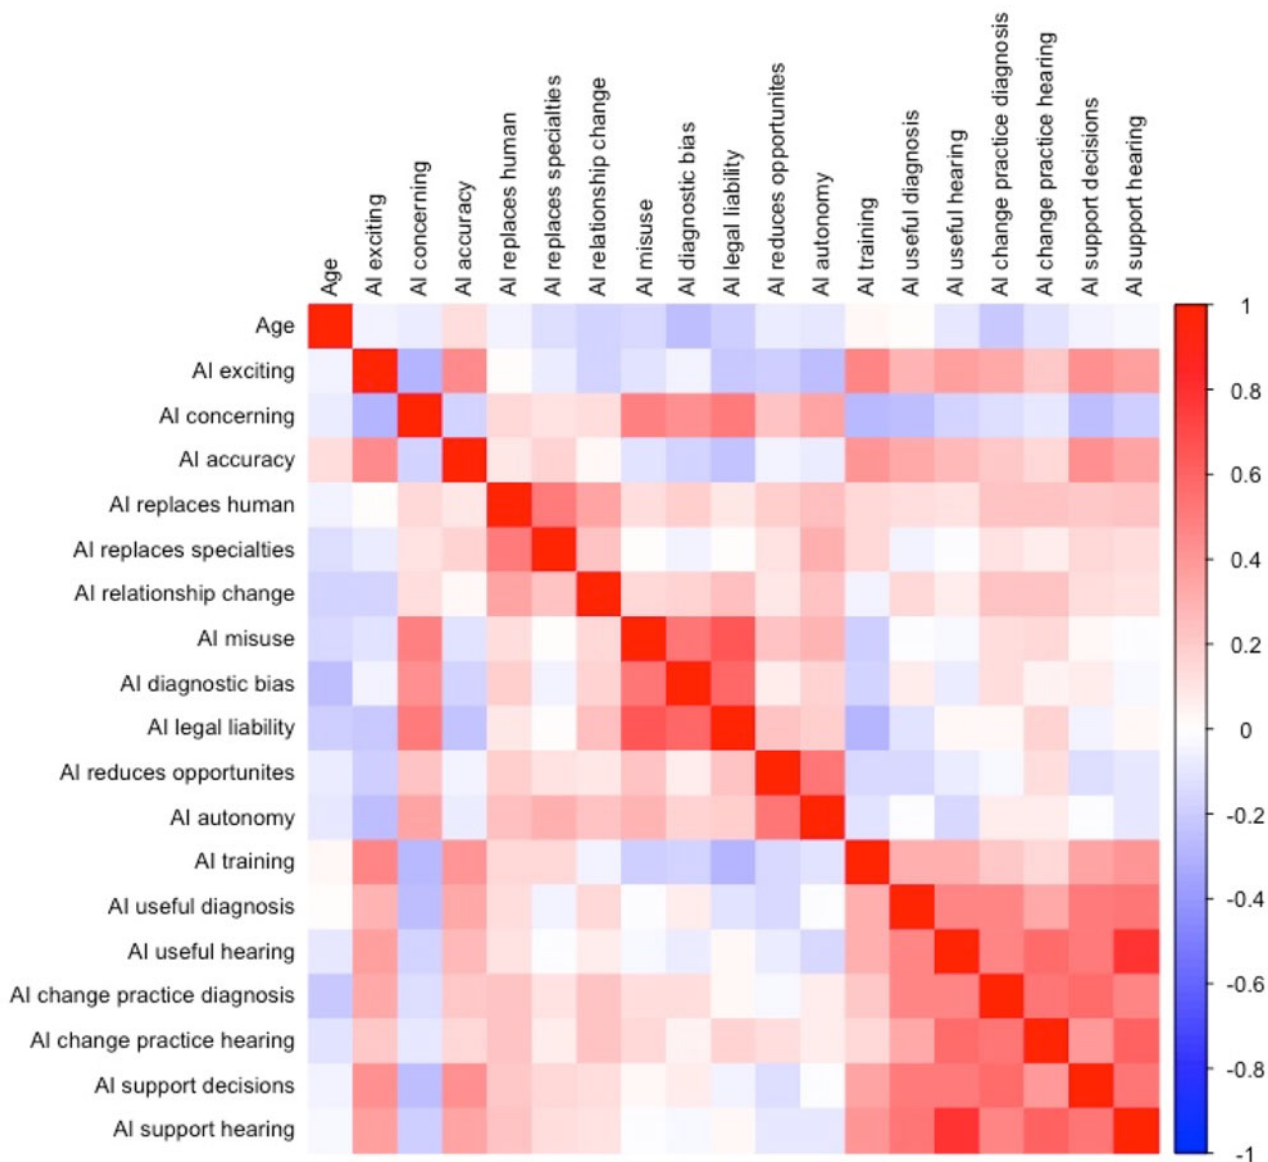 Age
AI exciting
AI concerning
AI accuracy
AI replaces human
AI replaces specialties
AI relationship change
AI misuse
AI diagnostic bias
AI legal liability
AI reduces opportunites
AI autonomy
AI training
AI useful diagnosis
AI useful hearing
AI change practice diagnosis
AI change practice hearing
AI support decisions
AI support hearing
Age
AI exciting
AI concerning
AI accuracy
AI replaces human
AI replaces specialties
AI relationship change
AI misuse
AI diagnostic bias
AI legal liability
AI reduces opportunites
AI autonomy
AI training
AI useful diagnosis
AI useful hearing
AI change practice diagnosis
AI change practice hearing
AI support decisions
AI support hearing
1
0.8
0.6
0.4
0.2
0
-0.2
-0.4
-0.6
-0.8
-1